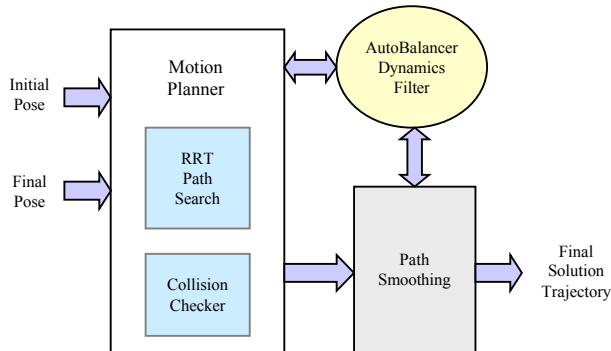 Initial
Pose
Final
Pose
Motion
Planner
RRT
Path
Search
Collision
Checker
AutoBalancer
Dynamics
Filter
Path
Smoothing
Final
Solution
Trajectory